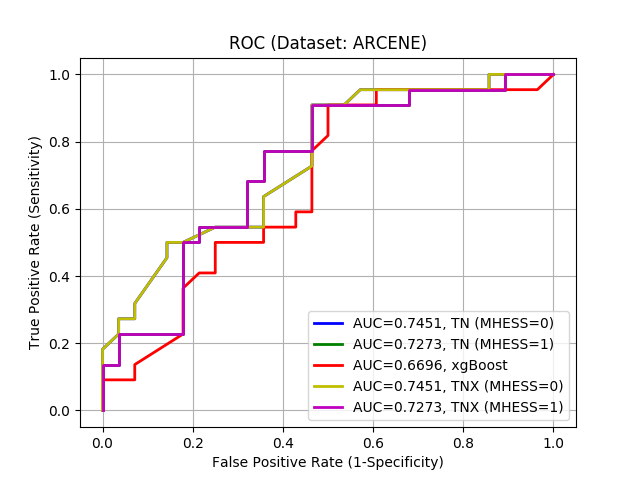 ROC (Dataset: ARCENE)
True Positive Rate (Sensitivity)
1.0
0.8
0.6
0.4
0.2
0.0
AUC=0.7451, TN (MHESS=0)
AUC=0.7273, TN (MHESS=1)
AUC=0.6696, xgBoost
AUC=0.7451, TNX (MHESS=0)
AUC=0.7273, TNX (MHESS=1)
0.0 0.2 0.4 0.6 0.8 1.0
False Positive Rate (1-Specificity)